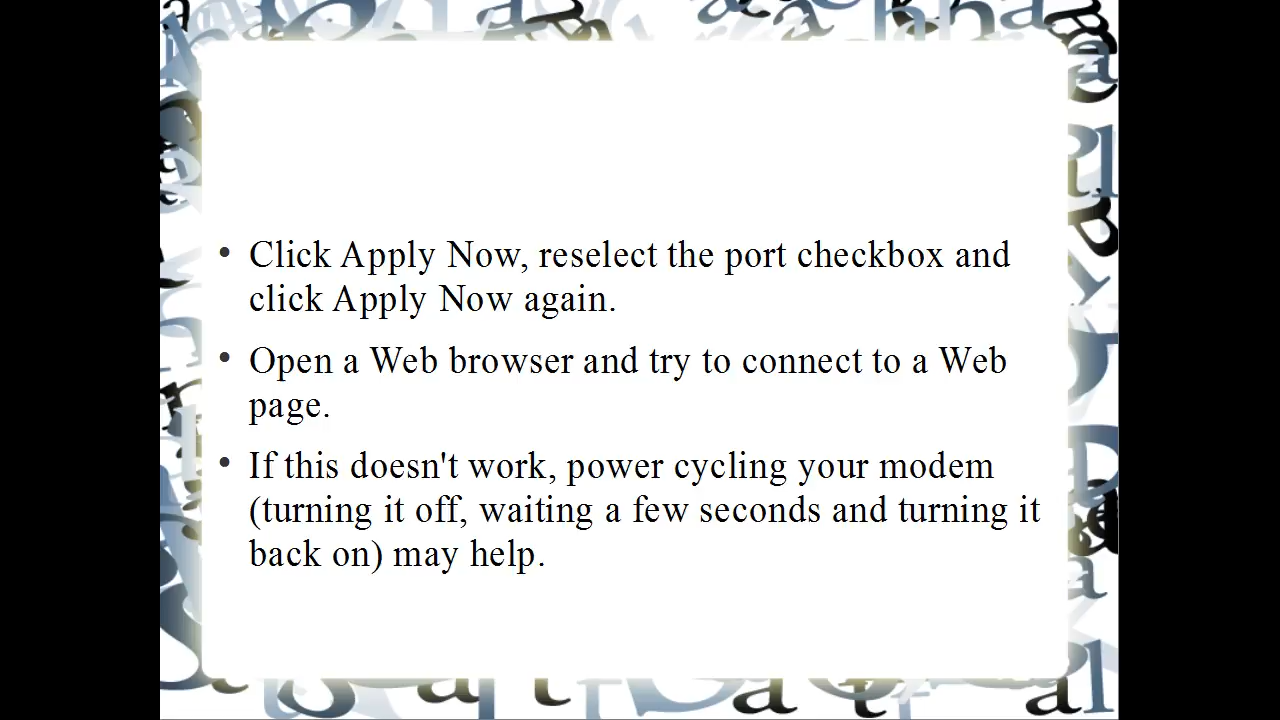 • Click Apply Now, reselect the port checkbox and
click Apply Now again.
• Open a Web browser and try to connect to a Web
page.
• If this doesn't work, power cycling your modem
(turning it off, waiting a few seconds and turning it
back on) may help.